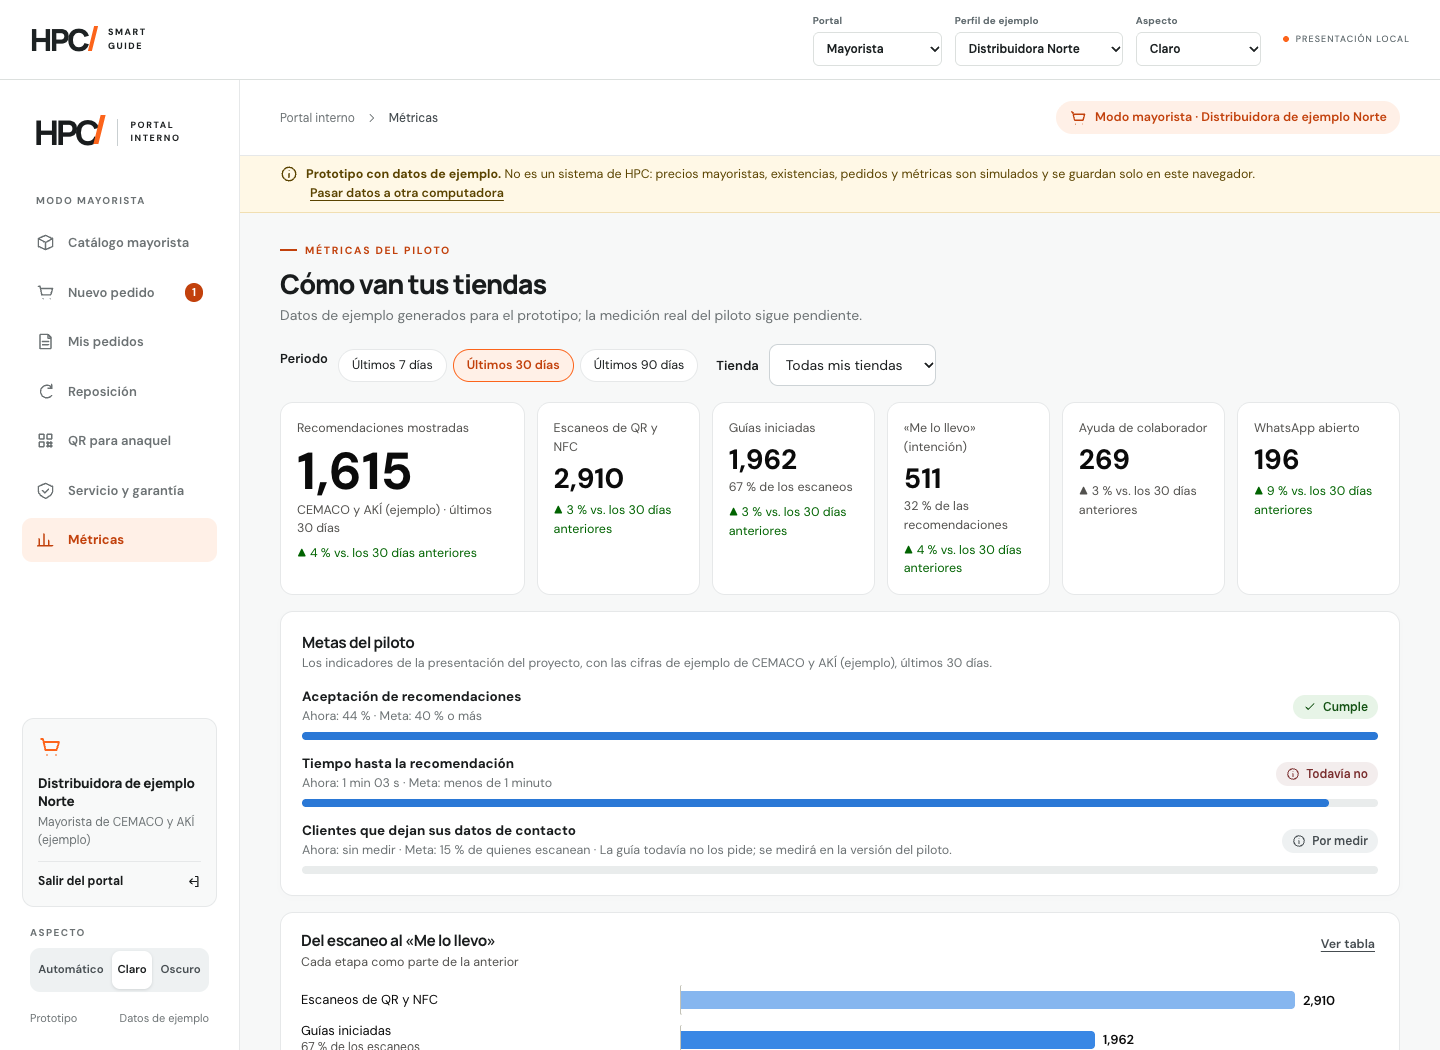 HPC/ SMART GUIDE
Portal
Mayorista
Perfil de ejemplo
Distribuidora Norte
Aspecto
Claro
PRESENTACIÓN LOCAL
HPC/ PORTAL INTERNO
MODO MAYORISTA
Catálogo mayorista
Nuevo pedido 1
Mis pedidos
Reposición
QR para anaquel
Servicio y garantía
Métricas
Distribuidora de ejemplo
Norte
Mayorista de CEMACO y AKÍ
(ejemplo)
Salir del portal
ASPECTO
Automático Claro Oscuro
Prototipo Datos de ejemplo
Portal interno > Métricas
Modo mayorista · Distribuidora de ejemplo Norte
Prototipo con datos de ejemplo. No es un sistema de HPC: precios mayoristas, existencias, pedidos y métricas son simulados y se guardan solo en este navegador.
Pasar datos a otra computadora
MÉTRICAS DEL PILOTO
Cómo van tus tiendas
Datos de ejemplo generados para el prototipo; la medición real del piloto sigue pendiente.
Periodo Últimos 7 días Últimos 30 días Últimos 90 días Tienda Todas mis tiendas
Recomendaciones mostradas
1,615
CEMACO y AKÍ (ejemplo) · últimos
30 días
▲ 4 % vs. los 30 días anteriores
Escaneos de QR y
NFC
2,910
▲ 3 % vs. los 30 días
anteriores
Guías iniciadas
1,962
67 % de los escaneos
▲ 3 % vs. los 30 días
anteriores
«Me lo llevo»
(intención)
511
32 % de las
recomendaciones
▲ 4 % vs. los 30 días
anteriores
Ayuda de colaborador
269
▲ 3 % vs. los 30 días
anteriores
WhatsApp abierto
196
▲ 9 % vs. los 30 días
anteriores
Metas del piloto
Los indicadores de la presentación del proyecto, con las cifras de ejemplo de CEMACO y AKÍ (ejemplo), últimos 30 días.
Aceptación de recomendaciones
Ahora: 44 % · Meta: 40 % o más
Cumple
Tiempo hasta la recomendación
Ahora: 1 min 03 s · Meta: menos de 1 minuto
Todavía no
Clientes que dejan sus datos de contacto
Ahora: sin medir · Meta: 15 % de quienes escanean · La guía todavía no los pide; se medirá en la versión del piloto.
Por medir
Del escaneo al «Me lo llevo»
Cada etapa como parte de la anterior
Ver tabla
Escaneos de QR y NFC 2,910
Guías iniciadas 1,962
67 % de los escaneos